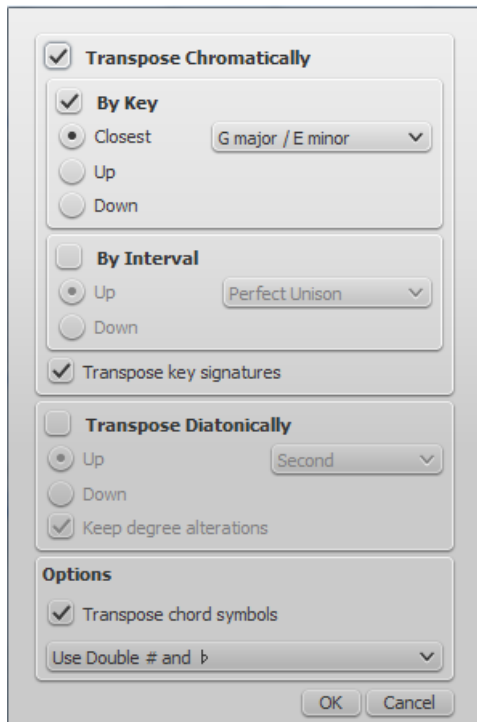 Transpose Chromatically
By Key
Closest G major / E minor
Up
Down
By Interval
Up Perfect Unison
Down
Transpose key signatures
Transpose Diatonically
Up Second
Down
Keep degree alterations
Options
Transpose chord symbols
Use Double # and ♭
OK Cancel